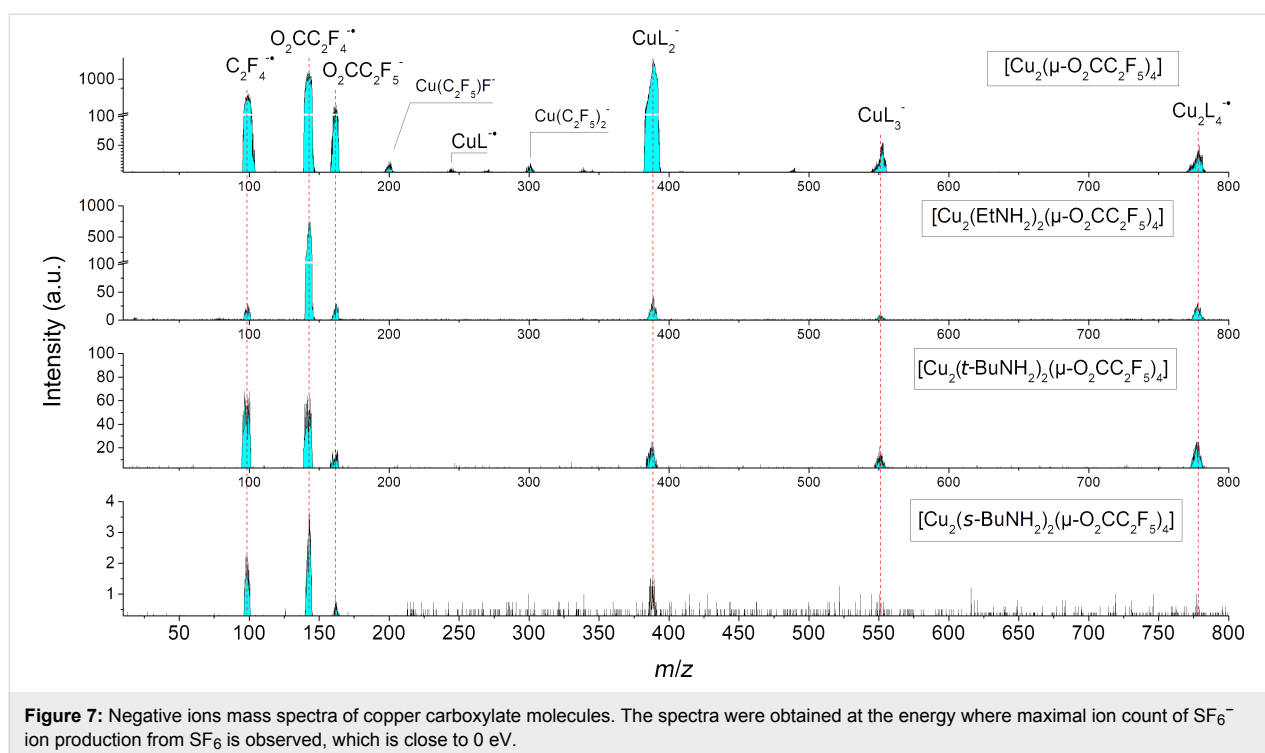 O₂CC₂F₄⁻•
C₂F₄⁻•
O₂CC₂F₅⁻
Cu(C₂F₅)F⁻
CuL⁻•
Cu(C₂F₅)₂⁻
CuL₂⁻
CuL₃⁻
Cu₂L₄⁻•
[Cu₂(µ-O₂CC₂F₅)₄]
1000
100
50
100 200 300 400 500 600 700 800
[Cu₂(EtNH₂)₂(µ-O₂CC₂F₅)₄]
1000
500
100
50
0
100 200 300 400 500 600 700 800
[Cu₂(t-BuNH₂)₂(µ-O₂CC₂F₅)₄]
100
80
60
40
20
100 200 300 400 500 600 700 800
[Cu₂(s-BuNH₂)₂(µ-O₂CC₂F₅)₄]
4
3
2
1
50 100 150 200 250 300 350 400 450 500 550 600 650 700 750 800
Intensity (a.u.)
m/z
Figure 7: Negative ions mass spectra of copper carboxylate molecules. The spectra were obtained at the energy where maximal ion count of SF₆⁻
ion production from SF₆ is observed, which is close to 0 eV.